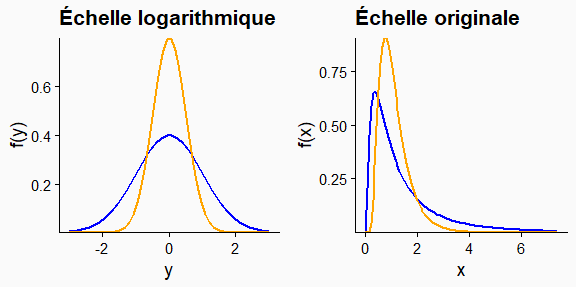 Échelle logarithmique
f(y)
0.6
0.4
0.2
-2 0 2
y
Échelle originale
f(x)
0.75
0.50
0.25
0 2 4 6
x